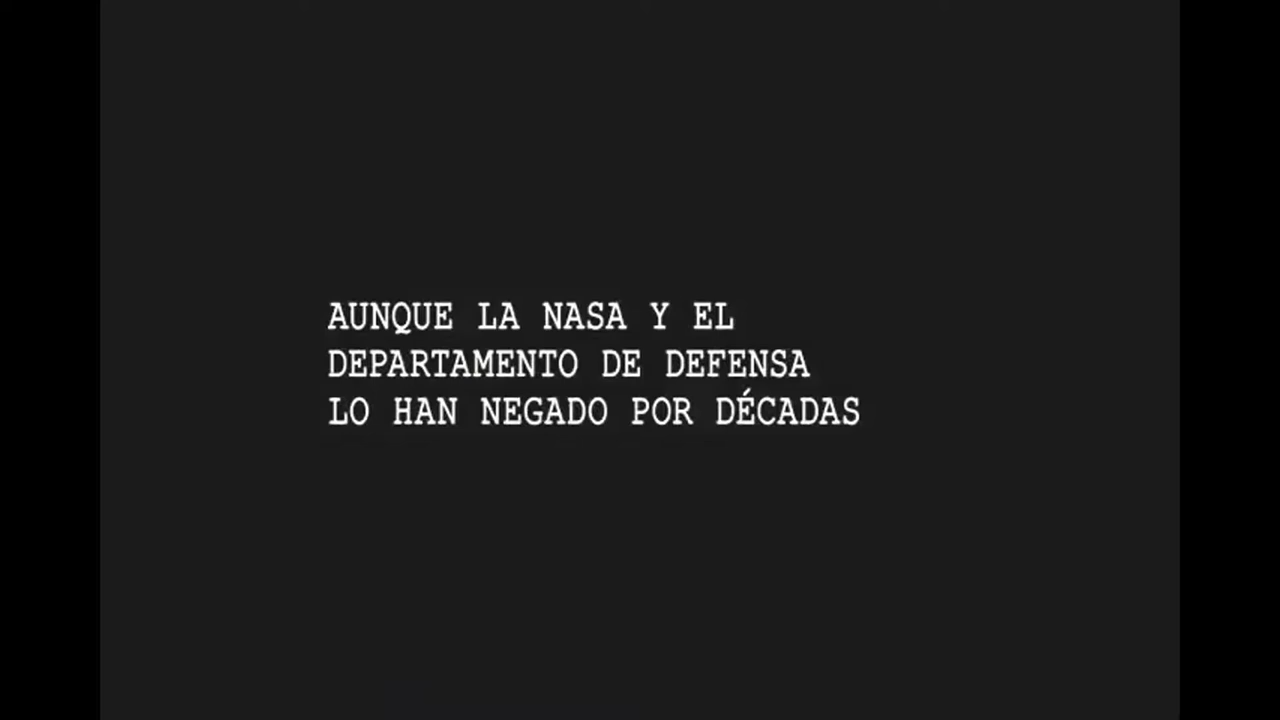 AUNQUE LA NASA Y EL
DEPARTAMENTO DE DEFENSA
LO HAN NEGADO POR DÉCADAS